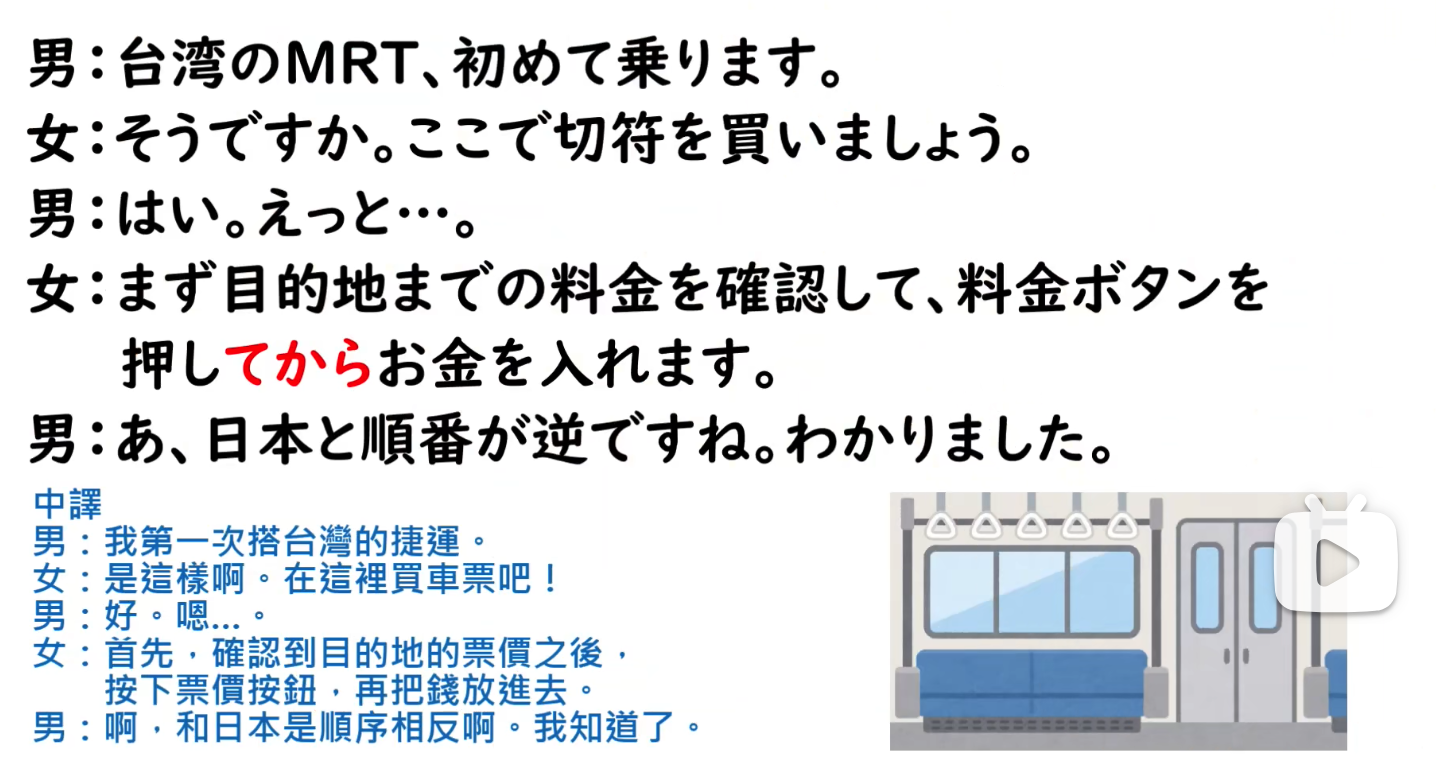 男：台湾のMRT、初めて乗ります。
女：そうですか。ここで切符を買いましょう。
男：はい。えっと…。
女：まず目的地までの料金を確認して、料金ボタンを
押してからお金を入れます。
男：あ、日本と順番が逆ですね。わかりました。
中譯
男：我第一次搭台灣的捷運。
女：是這樣啊。在這裡買車票吧！
男：好。嗯...。
女：首先，確認到目的地的票價之後，
按下票價按鈕，再把錢放進去。
男：啊，和日本是順序相反啊。我知道了。